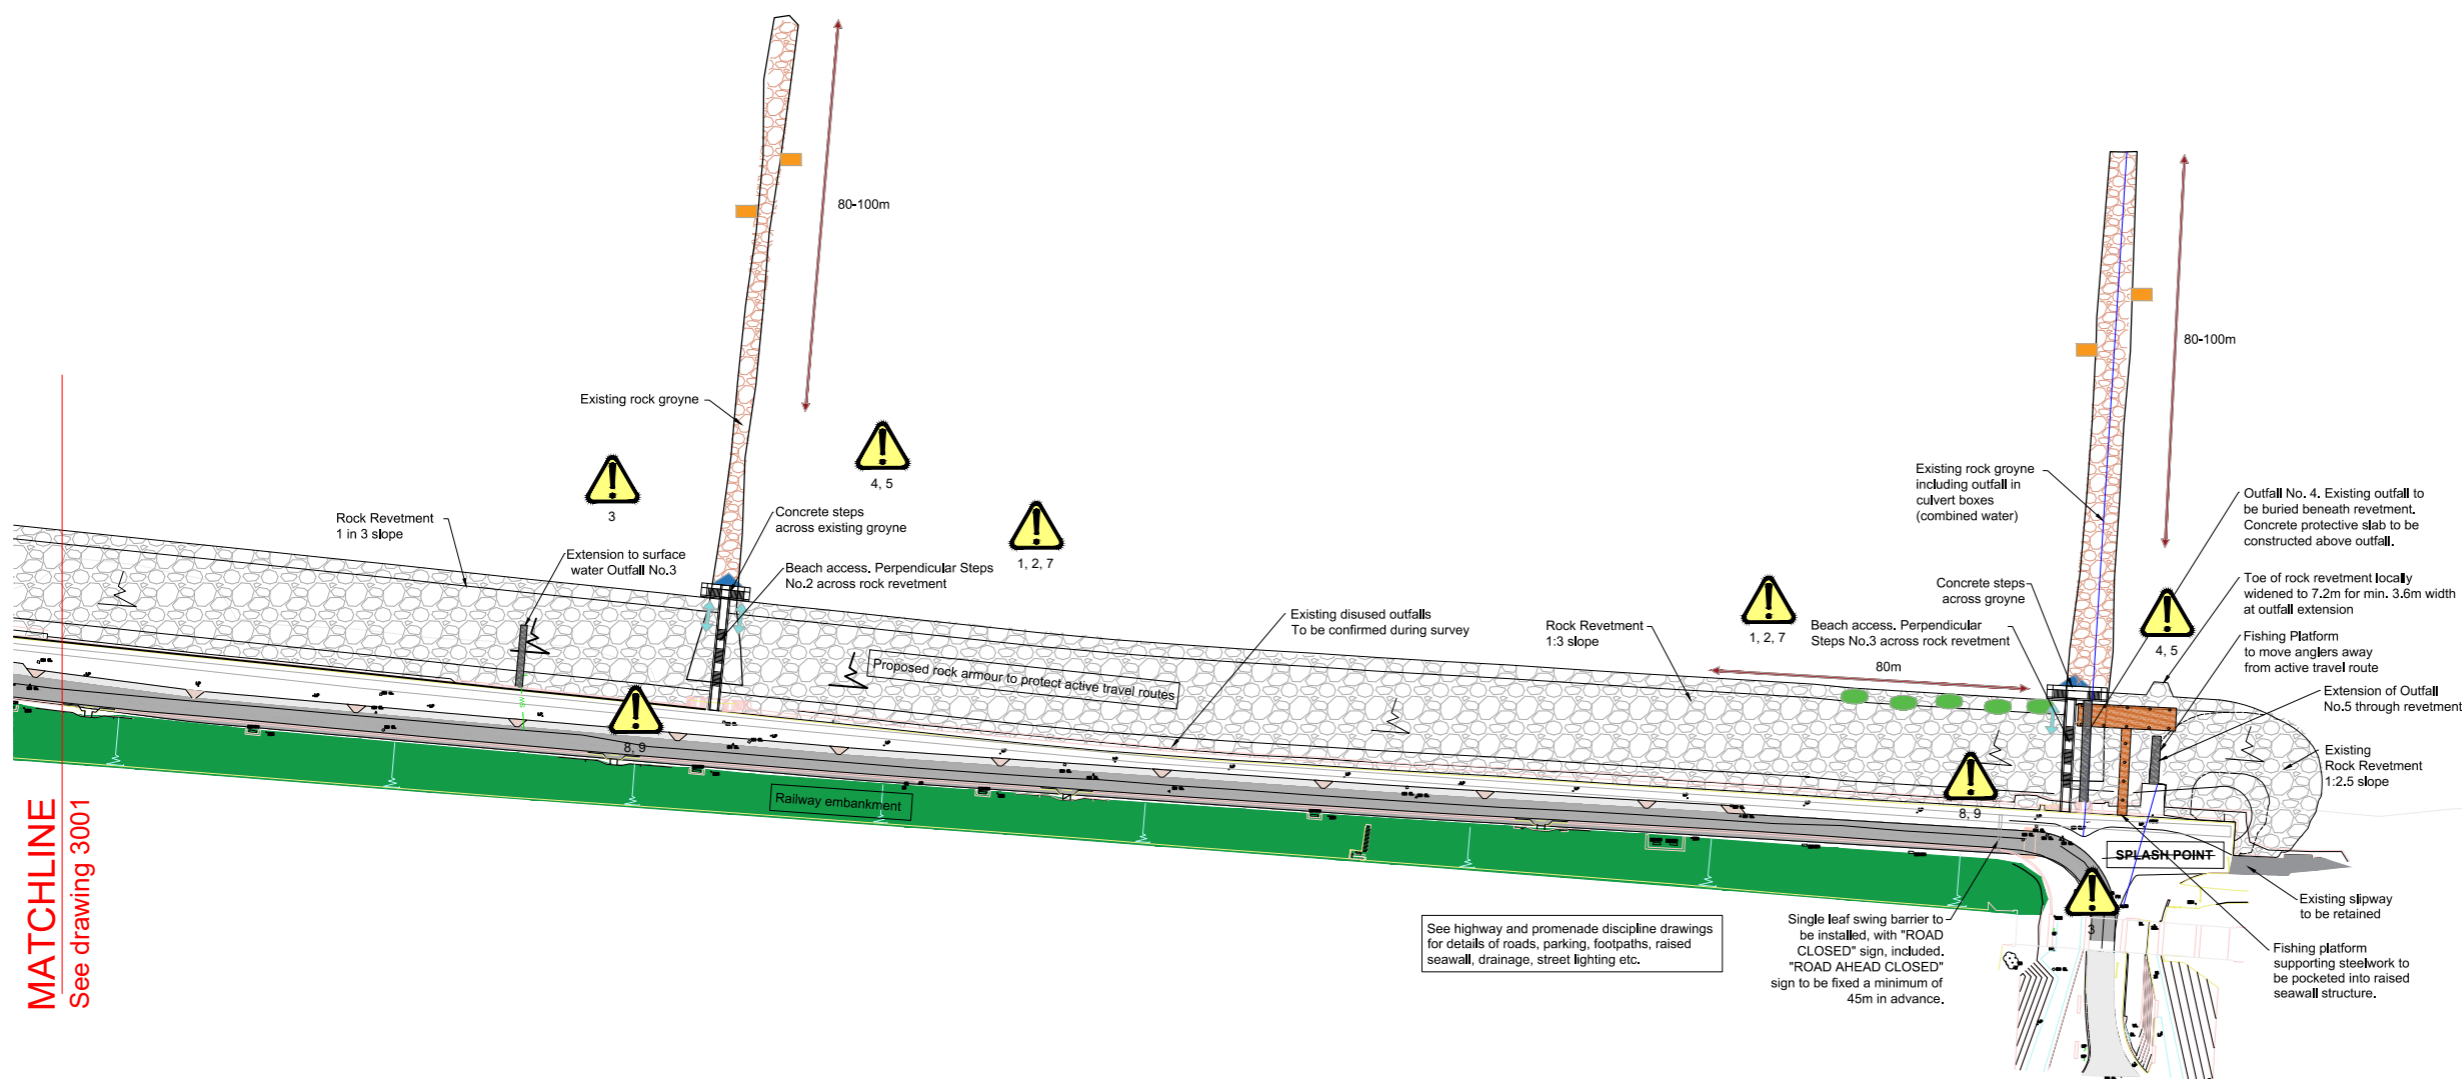 80-100m
80-100m
Existing rock groyne
4, 5
3
1, 2, 7
Rock Revetment
1 in 3 slope
Extension to surface
water Outfall No.3
Concrete steps
across existing groyne
Beach access. Perpendicular Steps
No.2 across rock revetment
Existing disused outfalls
To be confirmed during survey
Proposed rock armour to protect active travel routes
Rock Revetment
1:3 slope
1, 2, 7
80m
Existing rock groyne
including outfall in
culvert boxes
(combined water)
Concrete steps
across groyne
Beach access. Perpendicular
Steps No.3 across rock revetment
Outfall No. 4. Existing outfall to
be buried beneath revetment.
Concrete protective slab to be
constructed above outfall.
Toe of rock revetment locally
widened to 7.2m for min. 3.6m width
at outfall extension
4, 5
Fishing Platform
to move anglers away
from active travel route
Extension of Outfall
No.5 through revetment
Existing
Rock Revetment
1:2.5 slope
8, 9
8, 9
Railway embankment
SPLASH POINT
3
Existing slipway
to be retained
Fishing platform
supporting steelwork to
be pocketed into raised
seawall structure.
Single leaf swing barrier to
be installed, with "ROAD
CLOSED" sign, included.
"ROAD AHEAD CLOSED"
sign to be fixed a minimum of
45m in advance.
See highway and promenade discipline drawings
for details of roads, parking, footpaths, raised
seawall, drainage, street lighting etc.
MATCHLINE
See drawing 3001